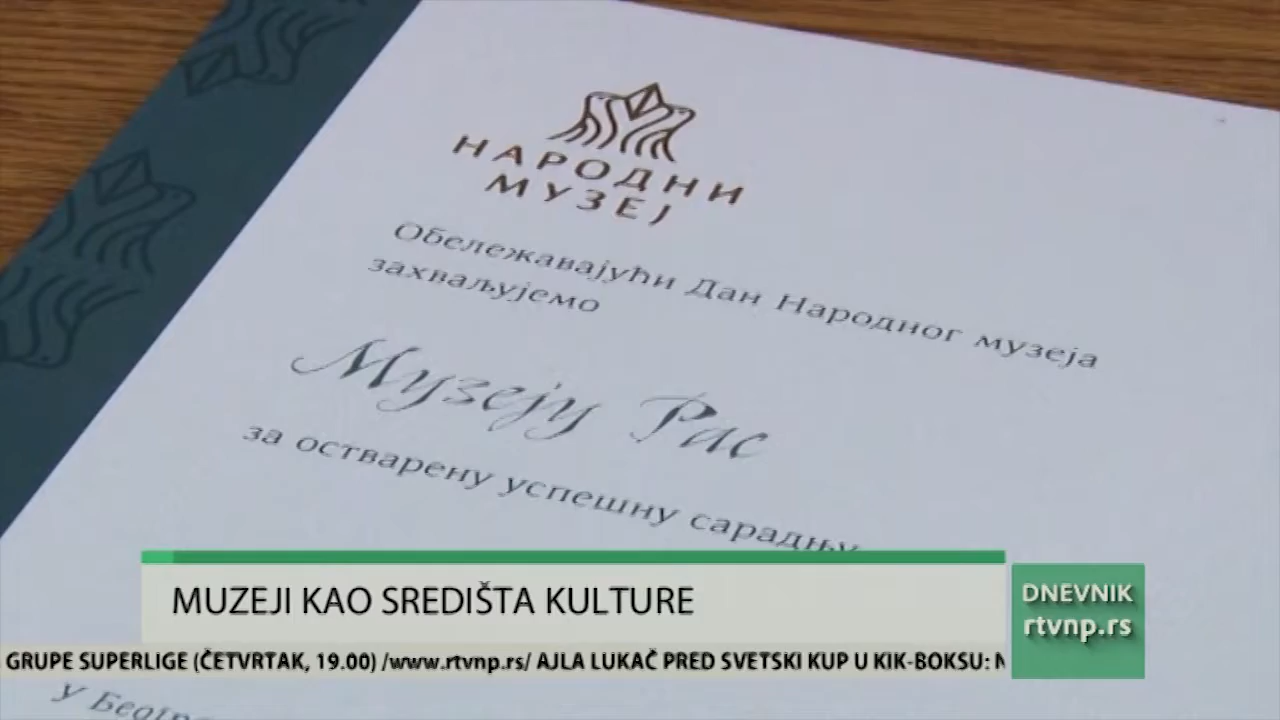 НАРОДНИ
МУЗЕЈ
Обележавајући Дан Народног музеја
захваљујемо
Музеју Рас
за остварену успешну сарадњу
MUZEJI KAO SREDIŠTA KULTURE
DNEVNIK
rtvnp.rs
GRUPE SUPERLIGE (ČETVRTAK, 19.00) /www.rtvnp.rs/ AJLA LUKAČ PRED SVETSKI KUP U KIK-BOKSU:
У